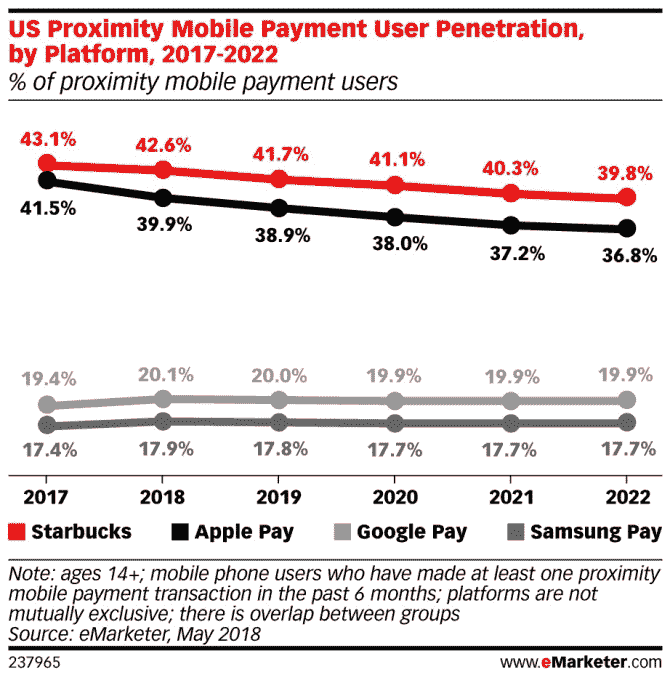 US Proximity Mobile Payment User Penetration,
by Platform, 2017-2022
% of proximity mobile payment users
43.1% 42.6% 41.7% 41.1% 40.3% 39.8%
41.5% 39.9% 38.9% 38.0% 37.2% 36.8%
19.4% 20.1% 20.0% 19.9% 19.9% 19.9%
17.4% 17.9% 17.8% 17.7% 17.7% 17.7%
2017 2018 2019 2020 2021 2022
Starbucks Apple Pay Google Pay Samsung Pay
Note: ages 14+; mobile phone users who have made at least one proximity
mobile payment transaction in the past 6 months; platforms are not
mutually exclusive; there is overlap between groups
Source: eMarketer, May 2018
237965 www.eMarketer.com